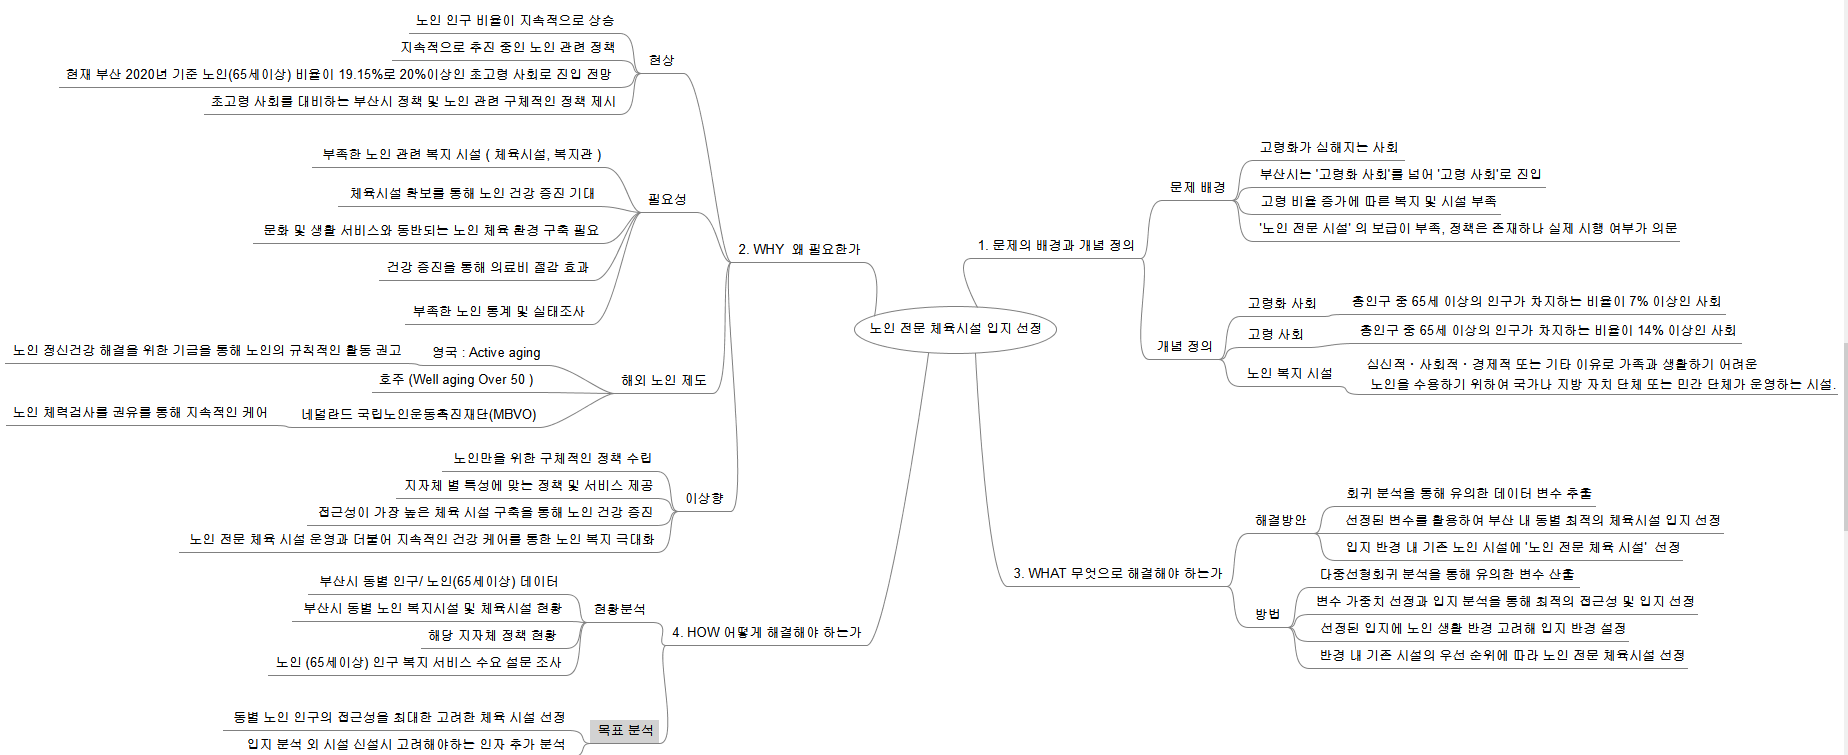 노인 전문 체육시설 입지 선정
1. 문제의 배경과 개념 정의
문제 배경
고령화가 심해지는 사회
부산시는 '고령화 사회'를 넘어 '고령 사회'로 진입
고령 비율 증가에 따른 복지 및 시설 부족
'노인 전문 시설' 의 보급이 부족, 정책은 존재하나 실제 시행 여부가 의문
개념 정의
고령화 사회
총인구 중 65세 이상의 인구가 차지하는 비율이 7% 이상인 사회
고령 사회
총인구 중 65세 이상의 인구가 차지하는 비율이 14% 이상인 사회
노인 복지 시설
심신적・사회적・경제적 또는 기타 이유로 가족과 생활하기 어려운
노인을 수용하기 위하여 국가나 지방 자치 단체 또는 민간 단체가 운영하는 시설.
2. WHY 왜 필요한가
현상
노인 인구 비율이 지속적으로 상승
지속적으로 추진 중인 노인 관련 정책
현재 부산 2020년 기준 노인(65세이상) 비율이 19.15%로 20%이상인 초고령 사회로 진입 전망
초고령 사회를 대비하는 부산시 정책 및 노인 관련 구체적인 정책 제시
필요성
부족한 노인 관련 복지 시설 ( 체육시설, 복지관 )
체육시설 확보를 통해 노인 건강 증진 기대
문화 및 생활 서비스와 동반되는 노인 체육 환경 구축 필요
건강 증진을 통해 의료비 절감 효과
부족한 노인 통계 및 실태조사
해외 노인 제도
영국 : Active aging
노인 정신건강 해결을 위한 기금을 통해 노인의 규칙적인 활동 권고
호주 (Well aging Over 50 )
네덜란드 국립노인운동촉진재단(MBVO)
노인 체력검사를 권유를 통해 지속적인 케어
이상향
노인만을 위한 구체적인 정책 수립
지자체 별 특성에 맞는 정책 및 서비스 제공
접근성이 가장 높은 체육 시설 구축을 통해 노인 건강 증진
노인 전문 체육 시설 운영과 더불어 지속적인 건강 케어를 통한 노인 복지 극대화
3. WHAT 무엇으로 해결해야 하는가
해결방안
회귀 분석을 통해 유의한 데이터 변수 추출
선정된 변수를 활용하여 부산 내 동별 최적의 체육시설 입지 선정
입지 반경 내 기존 노인 시설에 '노인 전문 체육 시설' 선정
방법
다중선형회귀 분석을 통해 유의한 변수 산출
변수 가중치 선정과 입지 분석을 통해 최적의 접근성 및 입지 선정
선정된 입지에 노인 생활 반경 고려해 입지 반경 설정
반경 내 기존 시설의 우선 순위에 따라 노인 전문 체육시설 선정
4. HOW 어떻게 해결해야 하는가
현황분석
부산시 동별 인구/ 노인(65세이상) 데이터
부산시 동별 노인 복지시설 및 체육시설 현황
해당 지자체 정책 현황
노인 (65세이상) 인구 복지 서비스 수요 설문 조사
목표 분석
동별 노인 인구의 접근성을 최대한 고려한 체육 시설 선정
입지 분석 외 시설 신설시 고려해야하는 인자 추가 분석